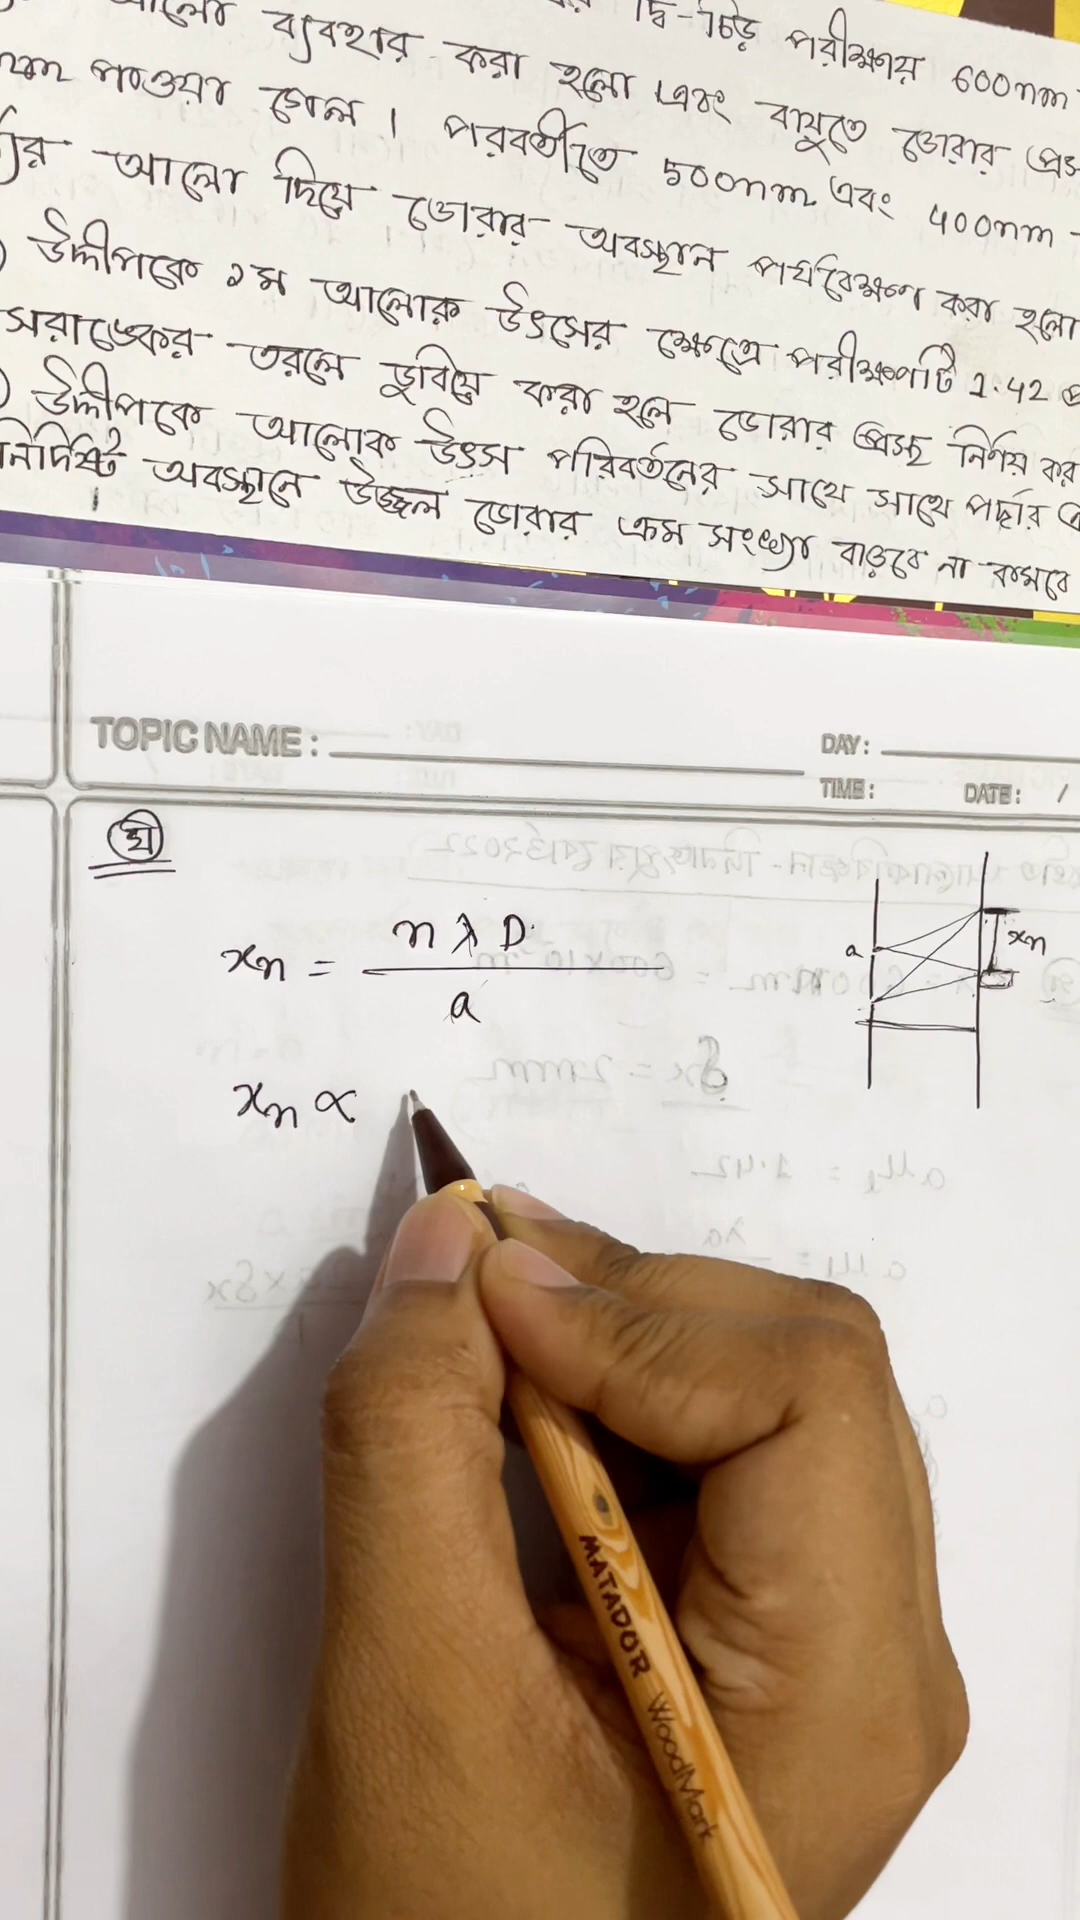 আলো ব্যবহার করা হলো এবং বায়ুতে ডোরার
দ্বি-চিড় পরীক্ষায় 600nm
পাওয়া গেল। পরবর্তীতে 500nm এবং 400nm
আলো দিয়ে ডোরার অবস্থান পর্যবেক্ষণ করা হলো
উদ্দীপকে ১ম আলোক উৎসের ক্ষেত্রে পরীক্ষণটি 1.42
তরলে ডুবিয়ে করা হলে ডোরার প্রস্থ নির্ণয় কর
উদ্দীপকে আলোক উৎস পরিবর্তনের সাথে সাথে পর্দার
নির্দিষ্ট অবস্থানে উজ্জ্বল ডোরার ক্রম সংখ্যা বাড়বে না কমবে
TOPIC NAME :
DAY :
TIME :
DATE : /
ঘ
xn = nλD / a
a
xn
xn ∝
MATADOR WoodMark